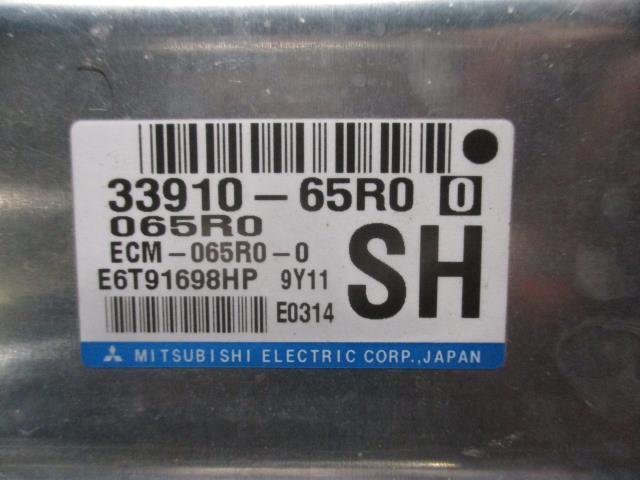 33910-65R0 0
065R0
ECM-065R0-0
SH
E6T91698HP 9Y11
E0314
MITSUBISHI ELECTRIC CORP.,JAPAN